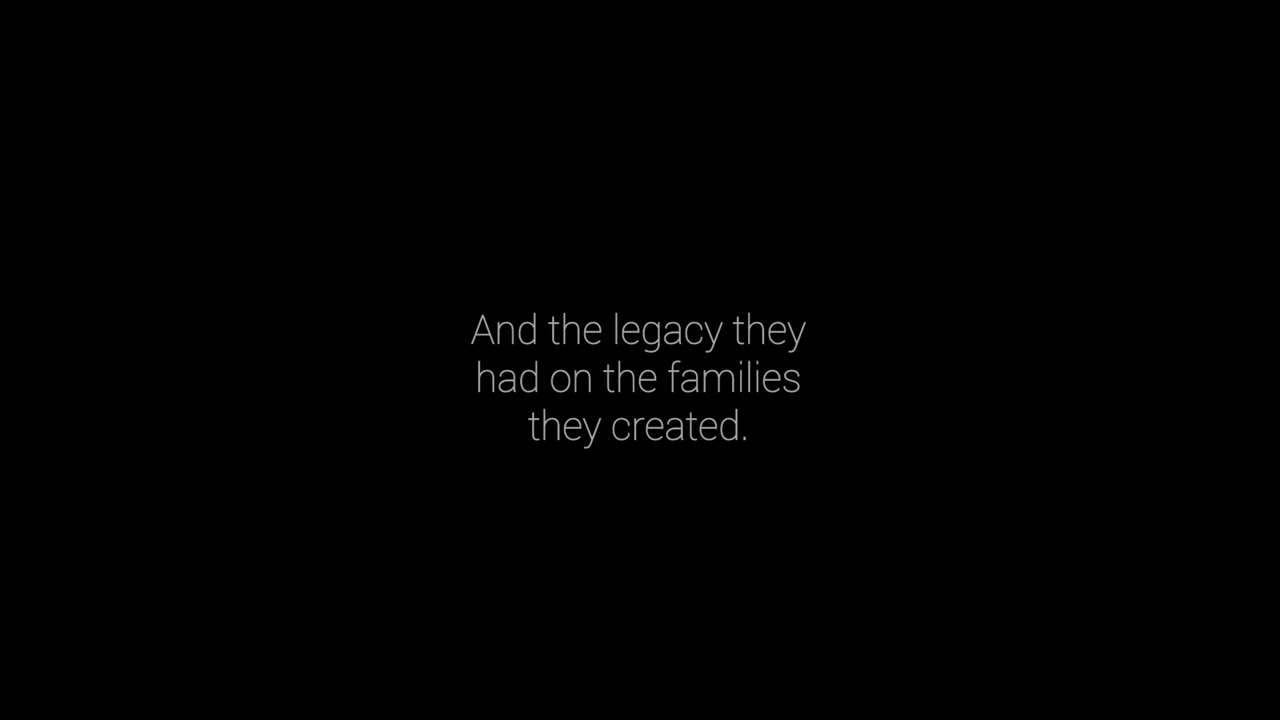 And the legacy they
had on the families
they created.